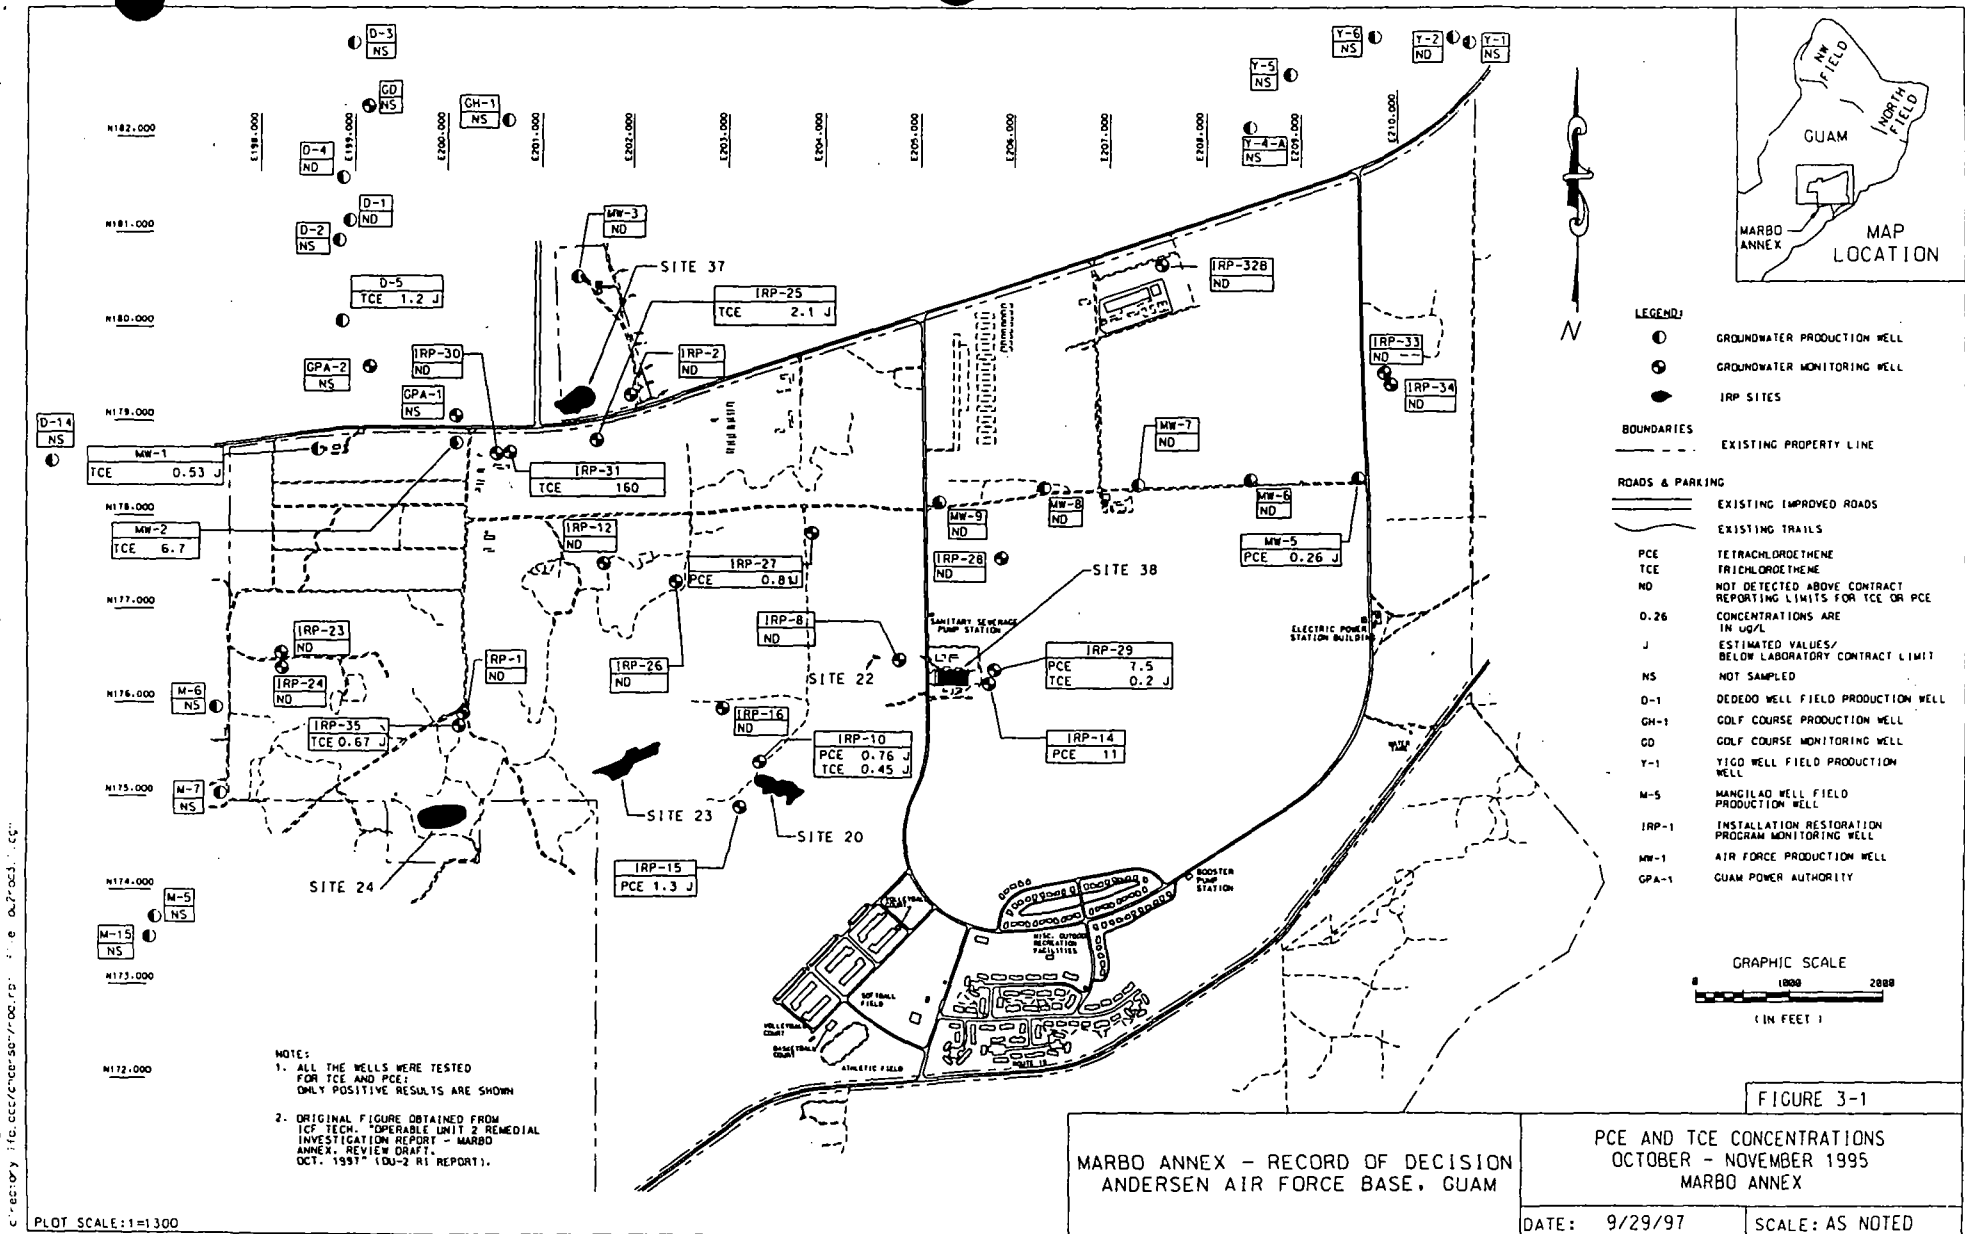 D-3
NS
GD
NS
GH-1
NS
Y-6
NS
Y-2
ND
Y-1
NS
Y-5
NS
Y-4-A
NS
N182.000
N181.000
N180.000
N179.000
N178.000
N177.000
N176.000
N175.000
N174.000
N173.000
N172.000
E198.000
E199.000
E200.000
E201.000
E202.000
E203.000
E204.000
E205.000
E206.000
E207.000
E208.000
E209.000
E210.000
D-4
ND
D-1
ND
D-2
NS
D-5
TCE 1.2 J
MW-3
ND
SITE 37
IRP-25
TCE 2.1 J
IRP-32B
ND
GPA-2
NS
IRP-30
ND
IRP-2
ND
GPA-1
NS
IRP-33
ND
IRP-34
ND
D-14
NS
MW-1
TCE 0.53 J
IRP-31
TCE 160
MW-7
ND
MW-2
TCE 6.7
IRP-12
ND
MW-9
ND
MW-8
ND
MW-6
ND
MW-5
PCE 0.26 J
IRP-27
PCE 0.81J
IRP-28
ND
SITE 38
IRP-8
ND
SANITARY SEWERAGE
PUMP STATION
ELECTRIC POWER
STATION BUILDING
IRP-23
ND
IRP-24
ND
IRP-1
ND
IRP-26
ND
SITE 22
IRP-29
PCE 7.5
TCE 0.2 J
M-6
NS
IRP-35
TCE 0.67 J
IRP-16
ND
IRP-10
PCE 0.76 J
TCE 0.45 J
IRP-14
PCE 11
WATER
TANK
M-7
NS
SITE 23
SITE 20
SITE 24
IRP-15
PCE 1.3 J
M-5
NS
M-15
NS
BOOSTER
PUMP
STATION
VOLLEYBALL
COURT
MISC. OUTDOOR
RECREATION
FACILITIES
SOFTBALL
FIELD
VOLLEYBALL
COURT
BASKETBALL
COURT
ATHLETIC FIELD
ROUTE 15
NW
FIELD
NORTH
FIELD
GUAM
MARBO
ANNEX
MAP
LOCATION
N
LEGEND:
GROUNDWATER PRODUCTION WELL
GROUNDWATER MONITORING WELL
IRP SITES
BOUNDARIES
EXISTING PROPERTY LINE
ROADS & PARKING
EXISTING IMPROVED ROADS
EXISTING TRAILS
PCE TETRACHLOROETHENE
TCE TRICHLOROETHENE
ND NOT DETECTED ABOVE CONTRACT
REPORTING LIMITS FOR TCE OR PCE
0.26 CONCENTRATIONS ARE
IN ug/L
J ESTIMATED VALUES/
BELOW LABORATORY CONTRACT LIMIT
NS NOT SAMPLED
D-1 DEDEDO WELL FIELD PRODUCTION WELL
GH-1 GOLF COURSE PRODUCTION WELL
GD GOLF COURSE MONITORING WELL
Y-1 YIGO WELL FIELD PRODUCTION
WELL
M-5 MANGILAO WELL FIELD
PRODUCTION WELL
IRP-1 INSTALLATION RESTORATION
PROGRAM MONITORING WELL
MW-1 AIR FORCE PRODUCTION WELL
GPA-1 GUAM POWER AUTHORITY
GRAPHIC SCALE
0 1000 2000
( IN FEET )
NOTE:
1. ALL THE WELLS WERE TESTED
FOR TCE AND PCE;
ONLY POSITIVE RESULTS ARE SHOWN
2. ORIGINAL FIGURE OBTAINED FROM
ICF TECH. "OPERABLE UNIT 2 REMEDIAL
INVESTIGATION REPORT - MARBO
ANNEX. REVIEW DRAFT.
OCT. 1997" (OU-2 RI REPORT).
PLOT SCALE:1=1300
FIGURE 3-1
MARBO ANNEX - RECORD OF DECISION
ANDERSEN AIR FORCE BASE, GUAM
PCE AND TCE CONCENTRATIONS
OCTOBER - NOVEMBER 1995
MARBO ANNEX
DATE: 9/29/97
SCALE: AS NOTED